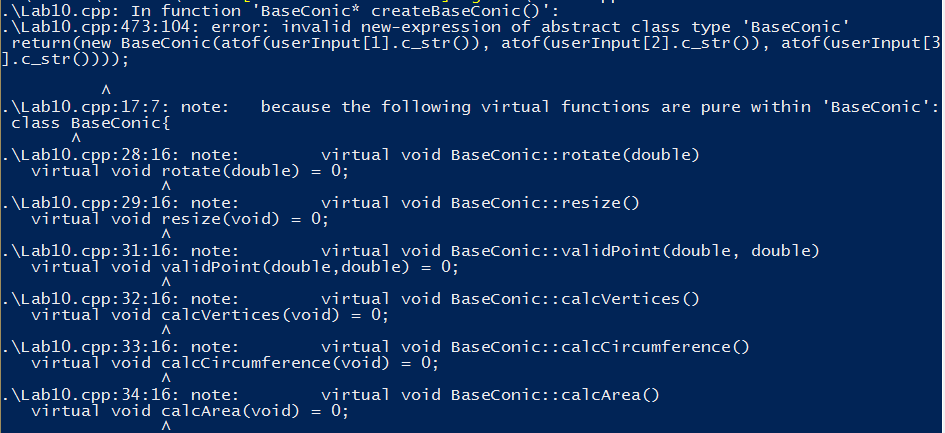 .\Lab10.cpp: In function 'BaseConic* createBaseConic()':
.\Lab10.cpp:473:104: error: invalid new-expression of abstract class type 'BaseConic'
return(new BaseConic(atof(userInput[1].c_str()), atof(userInput[2].c_str()), atof(userInput[3
].c_str())));
^
.\Lab10.cpp:17:7: note:   because the following virtual functions are pure within 'BaseConic':
class BaseConic{
^
.\Lab10.cpp:28:16: note:        virtual void BaseConic::rotate(double)
virtual void rotate(double) = 0;
^
.\Lab10.cpp:29:16: note:        virtual void BaseConic::resize()
virtual void resize(void) = 0;
^
.\Lab10.cpp:31:16: note:        virtual void BaseConic::validPoint(double, double)
virtual void validPoint(double,double) = 0;
^
.\Lab10.cpp:32:16: note:        virtual void BaseConic::calcVertices()
virtual void calcVertices(void) = 0;
^
.\Lab10.cpp:33:16: note:        virtual void BaseConic::calcCircumference()
virtual void calcCircumference(void) = 0;
^
.\Lab10.cpp:34:16: note:        virtual void BaseConic::calcArea()
virtual void calcArea(void) = 0;
^